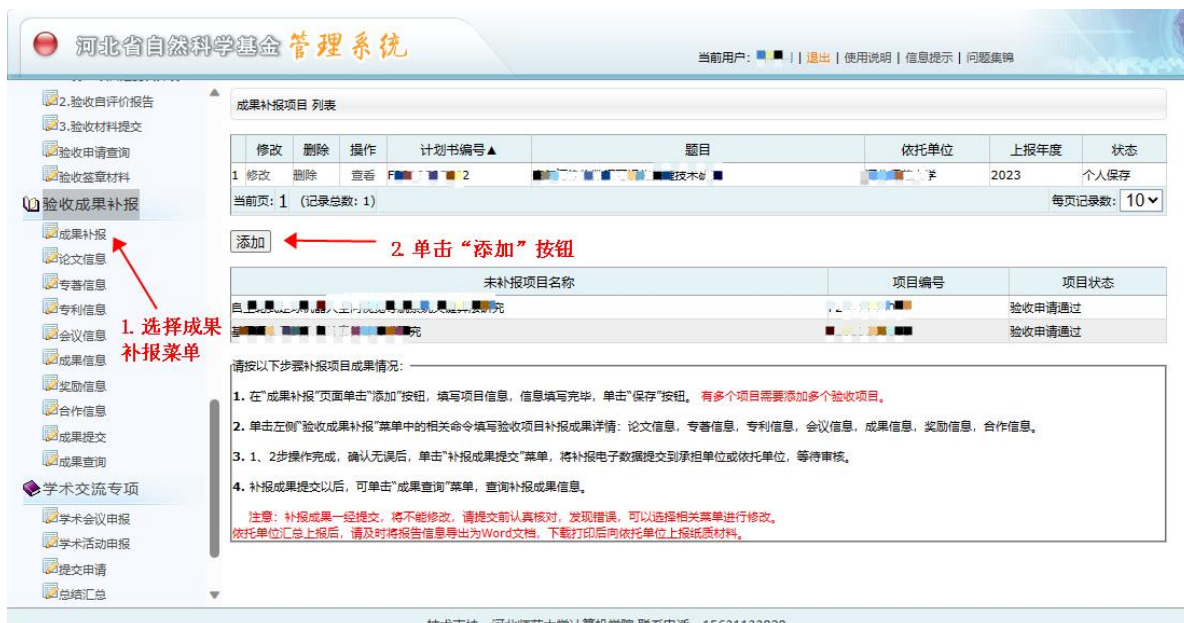 河北省自然科学基金管理系统
当前用户： | 退出 | 使用说明 | 信息提示 | 问题集锦
2.验收自评价报告
3.验收材料提交
验收申请查询
验收签章材料
验收成果补报
成果补报
论文信息
专著信息
专利信息
会议信息
成果信息
奖励信息
合作信息
成果提交
成果查询
学术交流专项
学术会议申报
学术活动申报
提交申请
总结汇总
1. 选择成果
补报菜单
成果补报项目 列表
修改 删除 操作 计划书编号▲ 题目 依托单位 上报年度 状态
1 修改 删除 查看 2023 个人保存
当前页: 1 (记录总数: 1) 每页记录数: 10
添加
2. 单击“添加”按钮
未补报项目名称 项目编号 项目状态
验收申请通过
验收申请通过
请按以下步骤补报项目成果情况：
1. 在“成果补报”页面单击“添加”按钮，填写项目信息，信息填写完毕，单击“保存”按钮。有多个项目需要添加多个验收项目。
2. 单击左侧“验收成果补报”菜单中的相关命令填写验收项目补报成果详情：论文信息，专著信息，专利信息，会议信息，成果信息，奖励信息，合作信息。
3. 1、2步操作完成，确认无误后，单击“补报成果提交”菜单，将补报电子数据提交到承担单位或依托单位，等待审核。
4. 补报成果提交以后，可单击“成果查询”菜单，查询补报成果信息。
注意：补报成果一经提交，将不能修改，请提交前认真核对，发现错误，可以选择相关菜单进行修改。
依托单位汇总上报后，请及时将报告信息导出为Word文档，下载打印后向依托单位上报纸质材料。